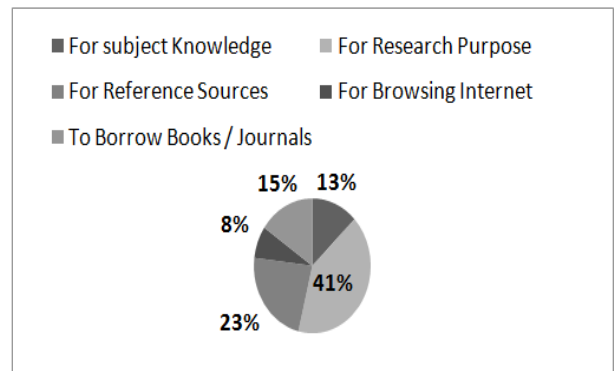 For subject Knowledge For Research Purpose
For Reference Sources For Browsing Internet
To Borrow Books / Journals
15% 13%
8%
41%
23%